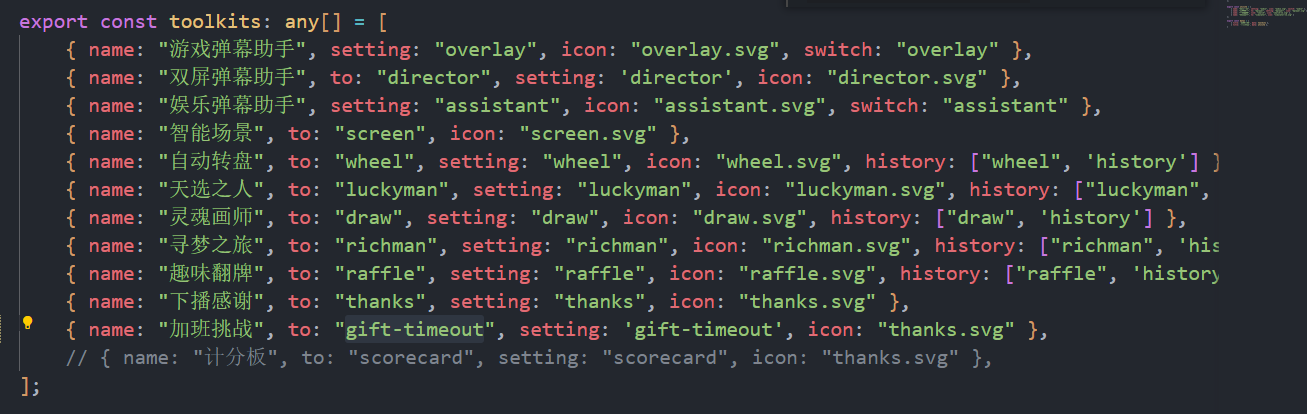 export const toolkits: any[] = [
{ name: "游戏弹幕助手", setting: "overlay", icon: "overlay.svg", switch: "overlay" },
{ name: "双屏弹幕助手", to: "director", setting: 'director', icon: "director.svg" },
{ name: "娱乐弹幕助手", setting: "assistant", icon: "assistant.svg", switch: "assistant" },
{ name: "智能场景", to: "screen", icon: "screen.svg" },
{ name: "自动转盘", to: "wheel", setting: "wheel", icon: "wheel.svg", history: ["wheel", 'history'] }
{ name: "天选之人", to: "luckyman", setting: "luckyman", icon: "luckyman.svg", history: ["luckyman",
{ name: "灵魂画师", to: "draw", setting: "draw", icon: "draw.svg", history: ["draw", 'history'] },
{ name: "寻梦之旅", to: "richman", setting: "richman", icon: "richman.svg", history: ["richman", 'his
{ name: "趣味翻牌", to: "raffle", setting: "raffle", icon: "raffle.svg", history: ["raffle", 'history
{ name: "下播感谢", to: "thanks", setting: "thanks", icon: "thanks.svg" },
{ name: "加班挑战", to: "gift-timeout", setting: 'gift-timeout', icon: "thanks.svg" },
// { name: "计分板", to: "scorecard", setting: "scorecard", icon: "thanks.svg" },
];